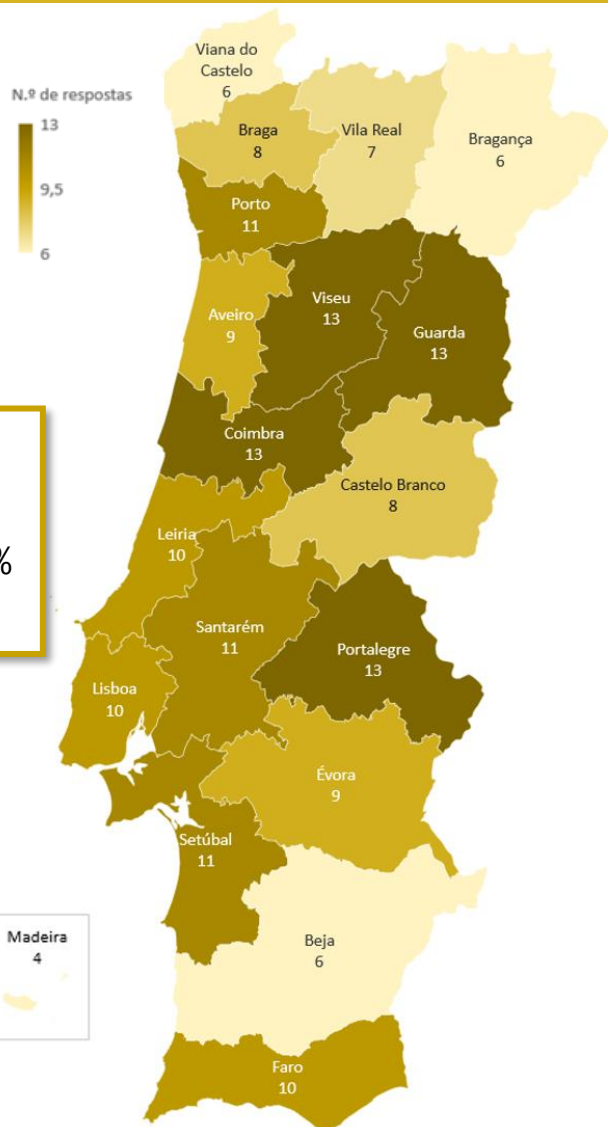 Viana do
Castelo
6
N.º de respostas
13
9,5
6
Braga
8
Vila Real
7
Bragança
6
Porto
11
Aveiro
9
Viseu
13
Guarda
13
Coimbra
13
Castelo Branco
8
%
Leiria
10
Santarém
11
Portalegre
13
Lisboa
10
Évora
9
Setúbal
11
Madeira
4
Beja
6
Faro
10